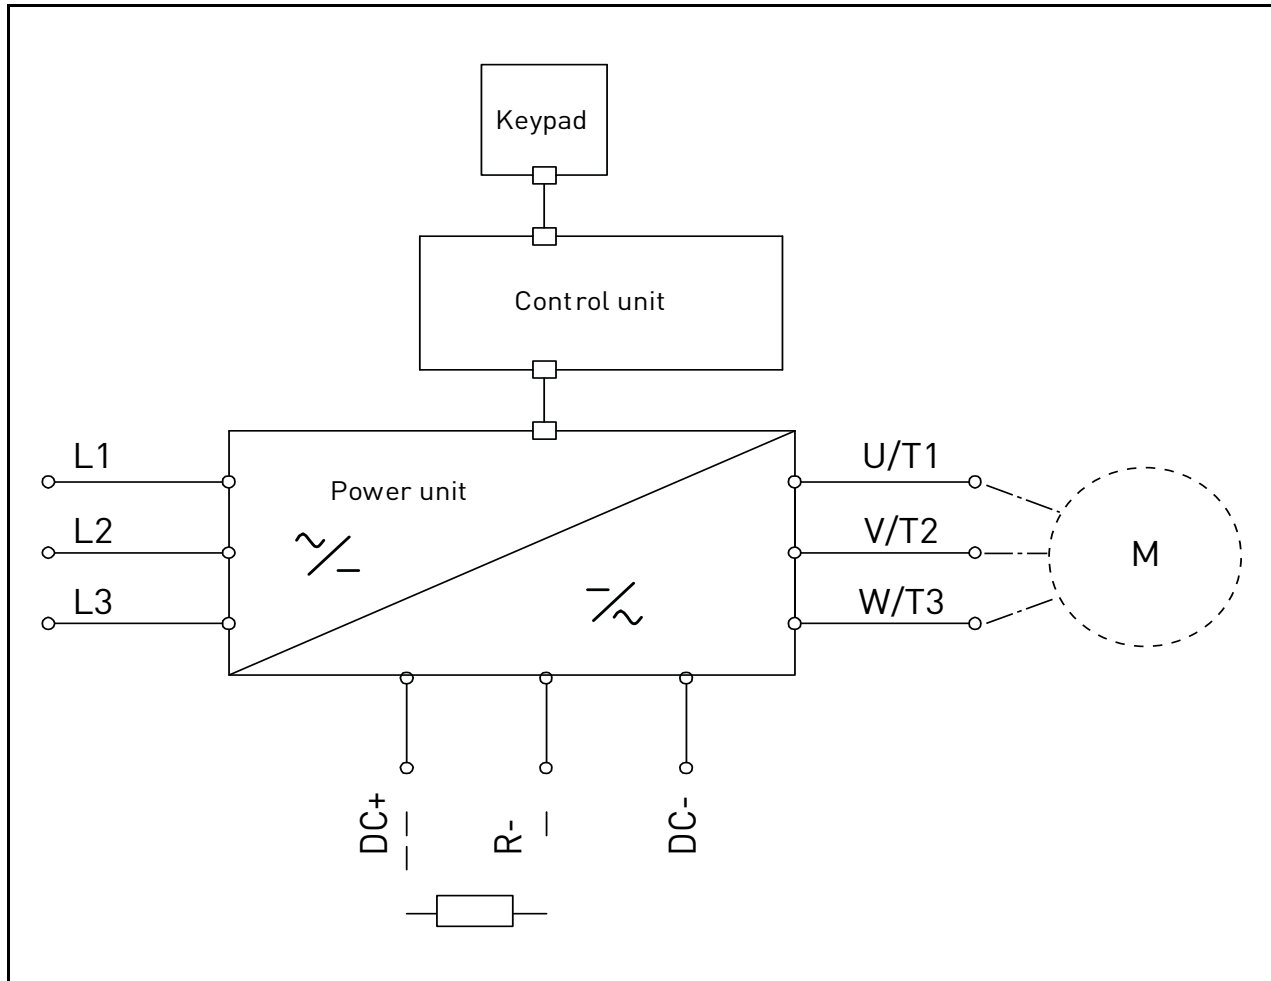 Keypad
Control unit
L1
U/T1
Power unit
L2
V/T2
M
L3
W/T3
DC+
R-
DC-